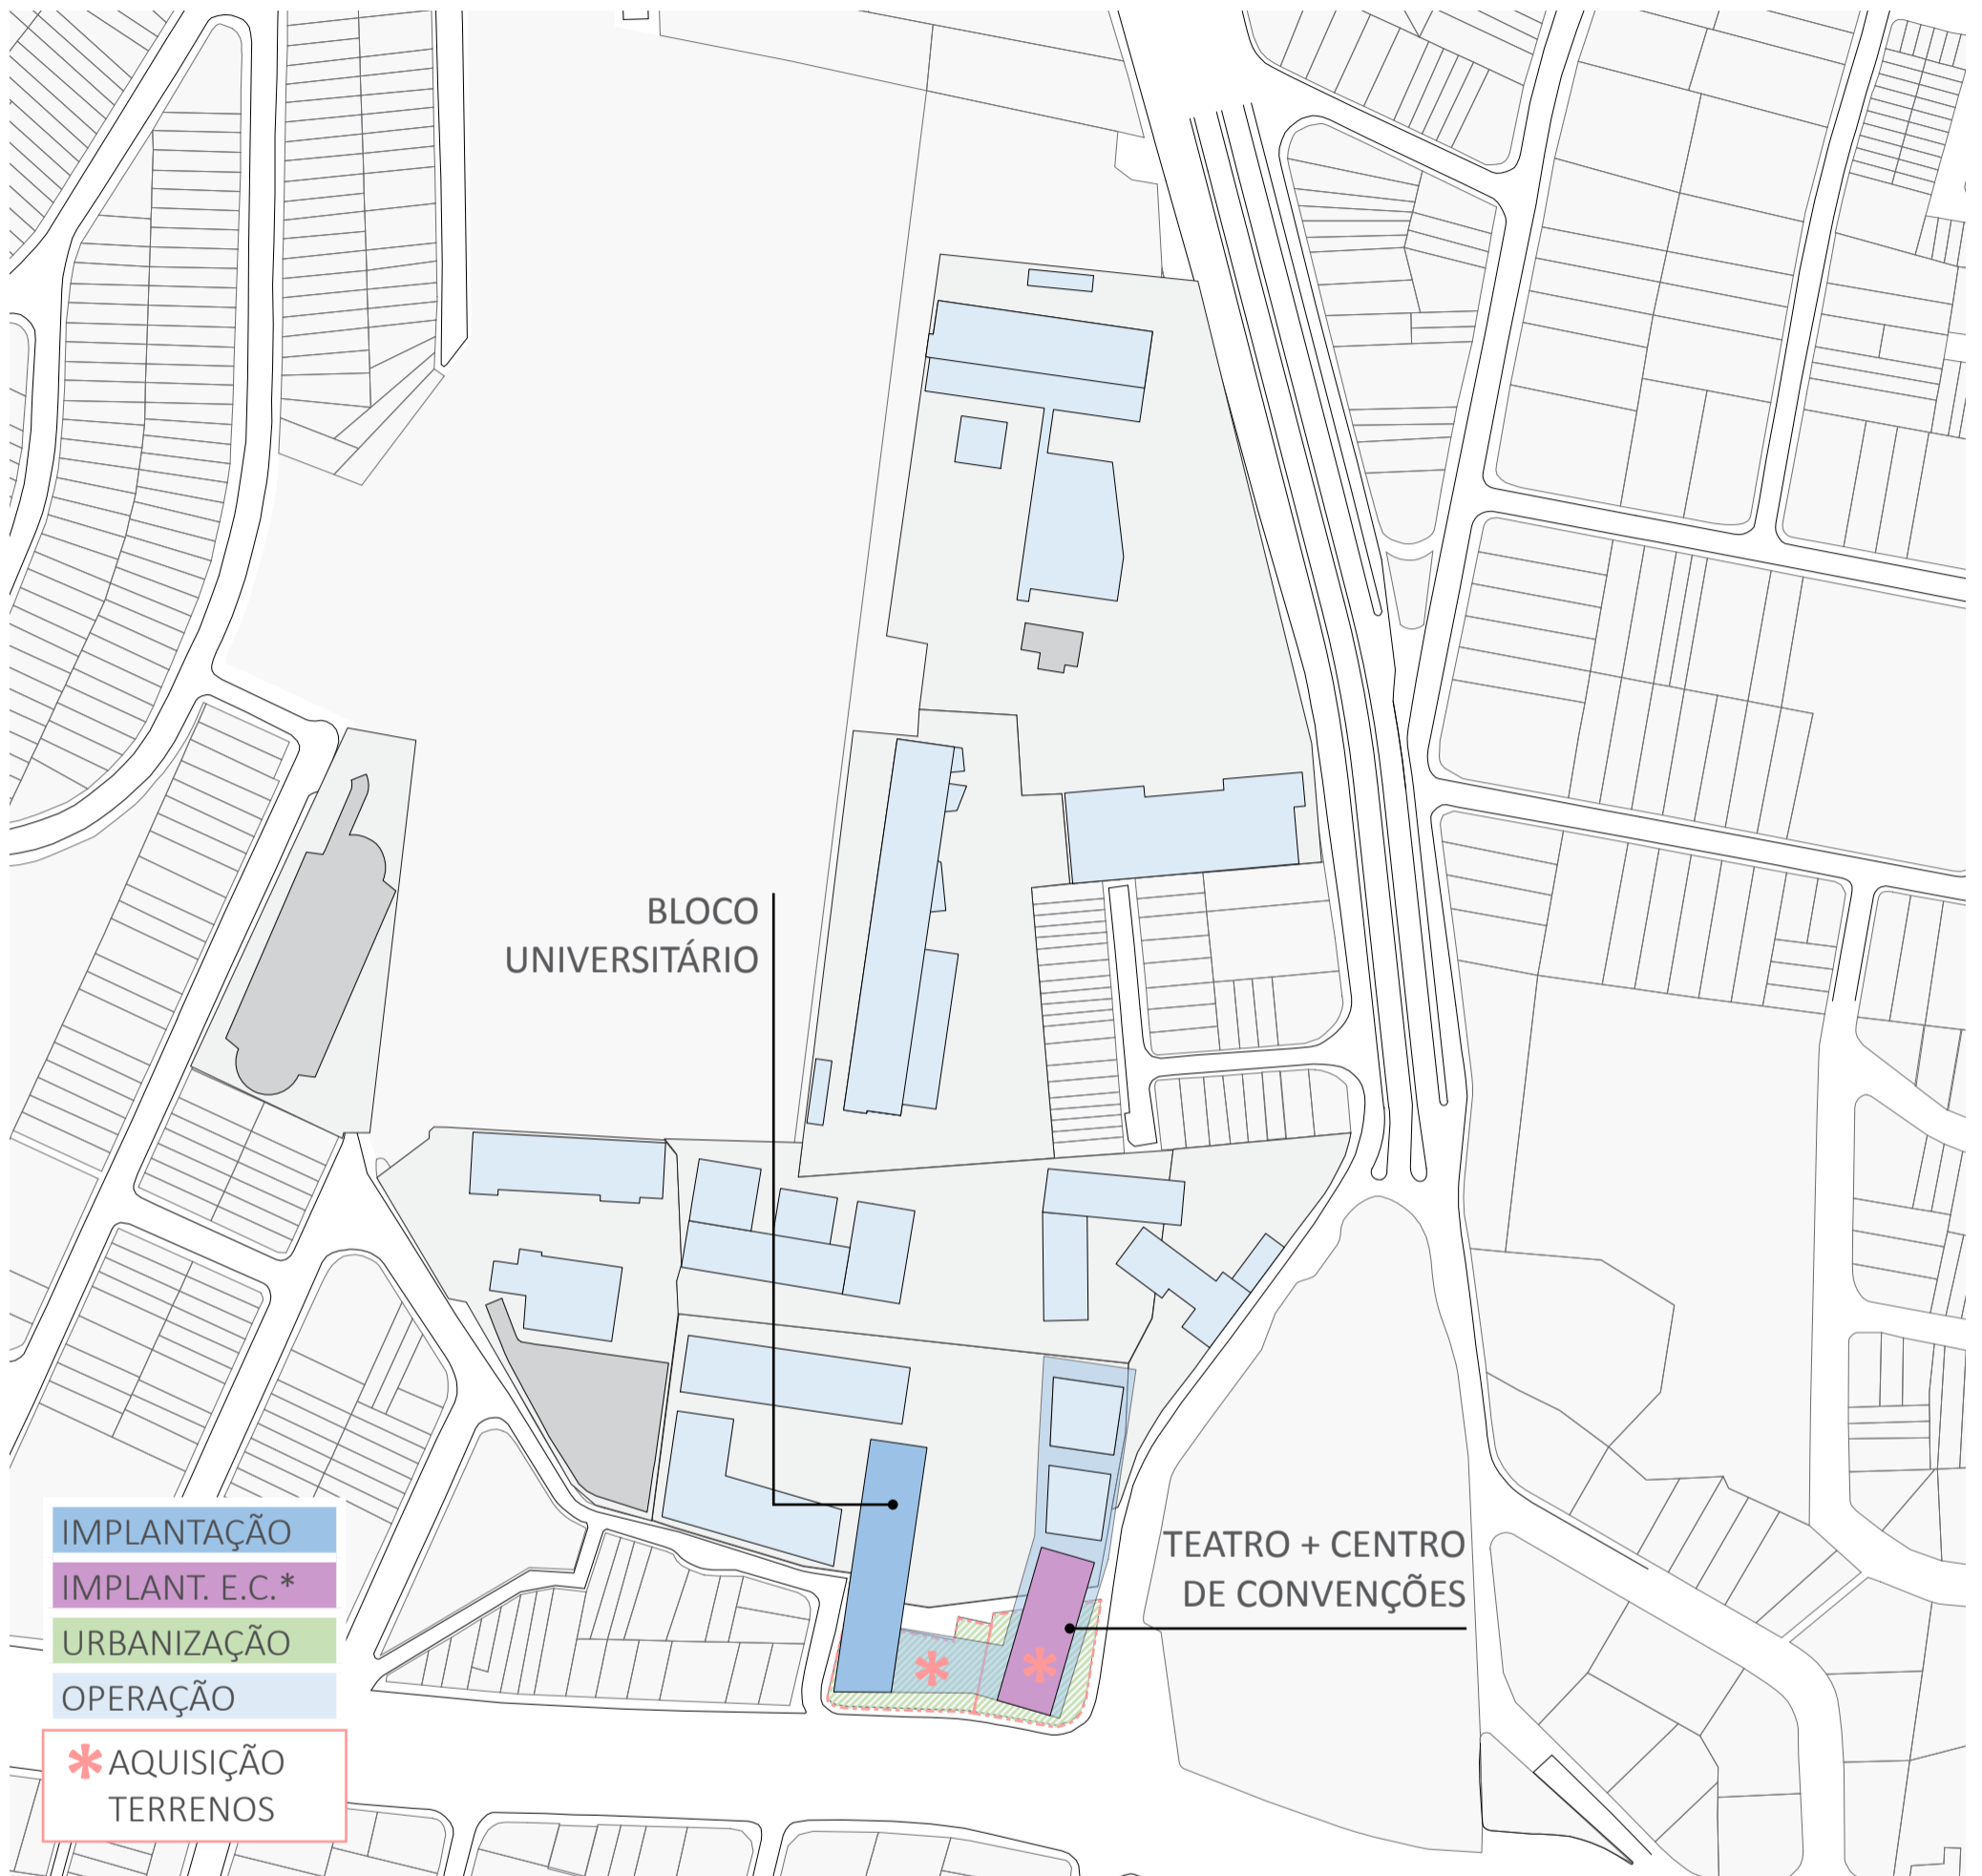 BLOCO
UNIVERSITÁRIO
TEATRO + CENTRO
DE CONVENÇÕES
IMPLANTAÇÃO
IMPLANT. E.C.*
URBANIZAÇÃO
OPERAÇÃO
* AQUISIÇÃO
TERRENOS